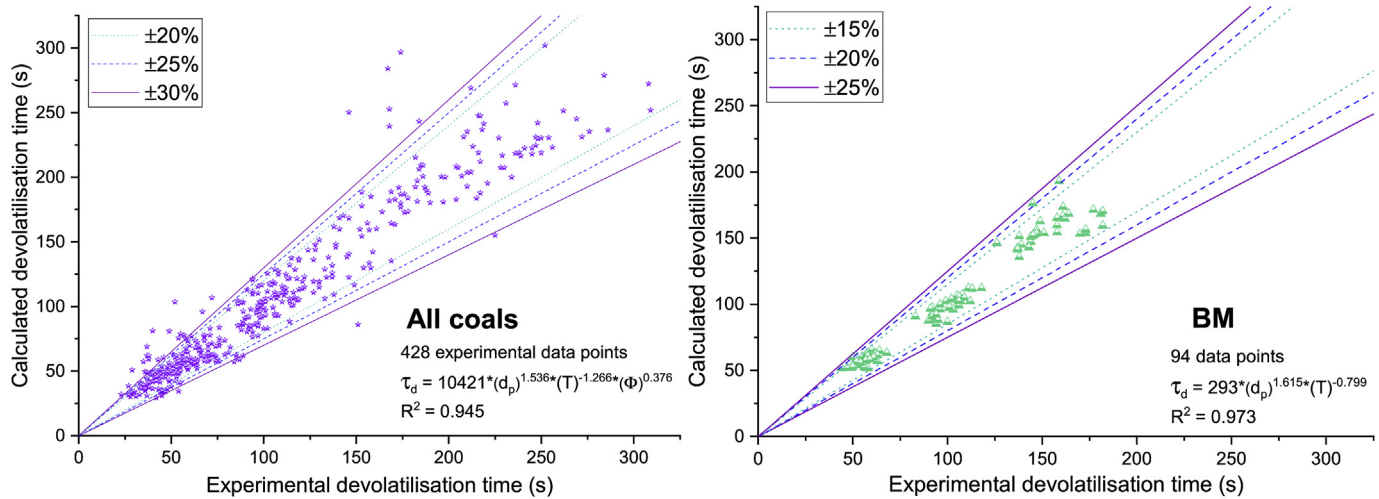 ±20%
±25%
±30%
300
250
200
150
100
50
0
Calculated devolatilisation time (s)
All coals
428 experimental data points
τd = 10421*(dp)^1.536*(T)^-1.266*(Φ)^0.376
R² = 0.945
0 50 100 150 200 250 300
Experimental devolatilisation time (s)
±15%
±20%
±25%
300
250
200
150
100
50
0
Calculated devolatilisation time (s)
BM
94 data points
τd = 293*(dp)^1.615*(T)^-0.799
R² = 0.973
0 50 100 150 200 250 300
Experimental devolatilisation time (s)